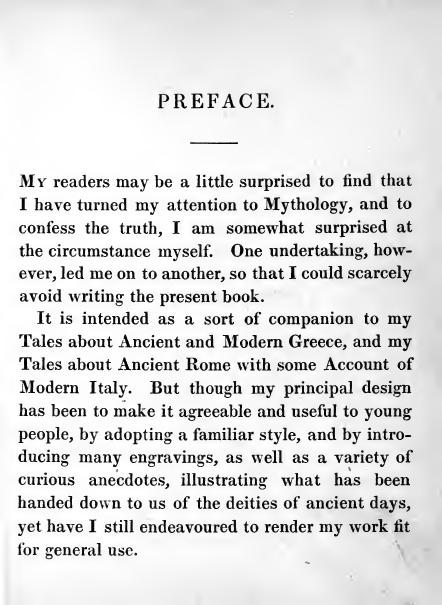 PREFACE.
MY readers may be a little surprised to find that
I have turned my attention to Mythology, and to
confess the truth, I am somewhat surprised at
the circumstance myself. One undertaking, how-
ever, led me on to another, so that I could scarcely
avoid writing the present book.
It is intended as a sort of companion to my
Tales about Ancient and Modern Greece, and my
Tales about Ancient Rome with some Account of
Modern Italy. But though my principal design
has been to make it agreeable and useful to young
people, by adopting a familiar style, and by intro-
ducing many engravings, as well as a variety of
curious anecdotes, illustrating what has been
handed down to us of the deities of ancient days,
yet have I still endeavoured to render my work fit
for general use.